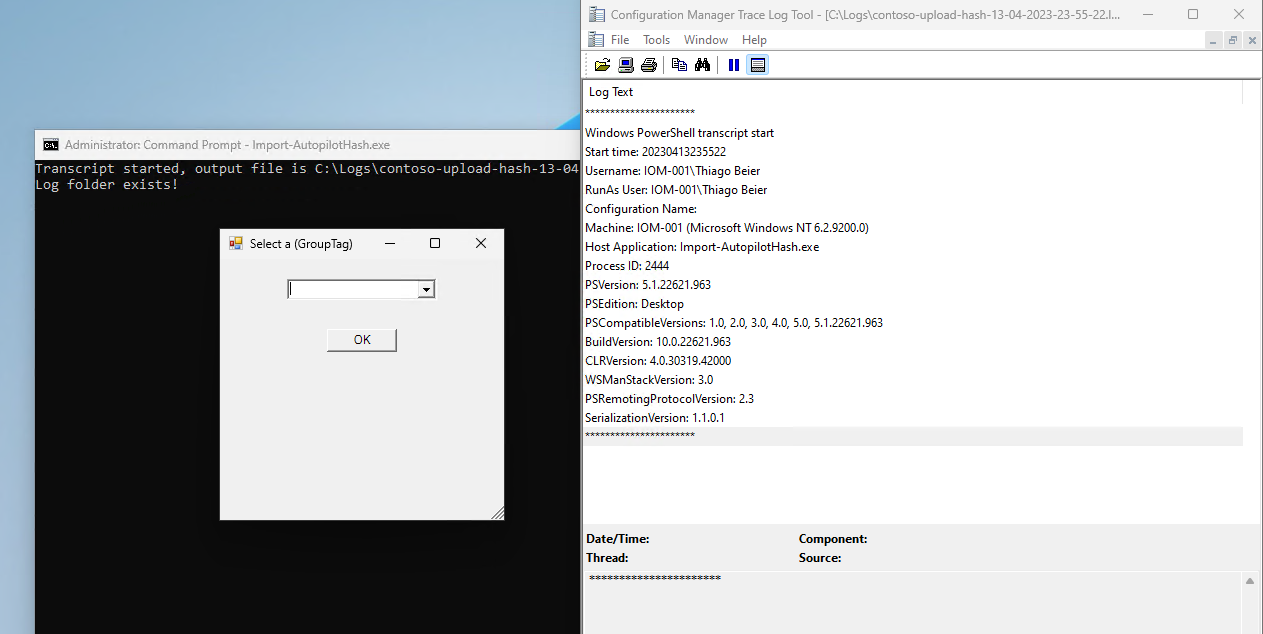 Administrator: Command Prompt - Import-AutopilotHash.exe
Transcript started, output file is C:\Logs\contoso-upload-hash-13-04
Log folder exists!
Select a (GroupTag)
OK
Configuration Manager Trace Log Tool - [C:\Logs\contoso-upload-hash-13-04-2023-23-55-22.l...
File Tools Window Help
Log Text
**********************
Windows PowerShell transcript start
Start time: 20230413235522
Username: IOM-001\Thiago Beier
RunAs User: IOM-001\Thiago Beier
Configuration Name:
Machine: IOM-001 (Microsoft Windows NT 6.2.9200.0)
Host Application: Import-AutopilotHash.exe
Process ID: 2444
PSVersion: 5.1.22621.963
PSEdition: Desktop
PSCompatibleVersions: 1.0, 2.0, 3.0, 4.0, 5.0, 5.1.22621.963
BuildVersion: 10.0.22621.963
CLRVersion: 4.0.30319.42000
WSManStackVersion: 3.0
PSRemotingProtocolVersion: 2.3
SerializationVersion: 1.1.0.1
**********************
Date/Time: Component:
Thread: Source:
**********************